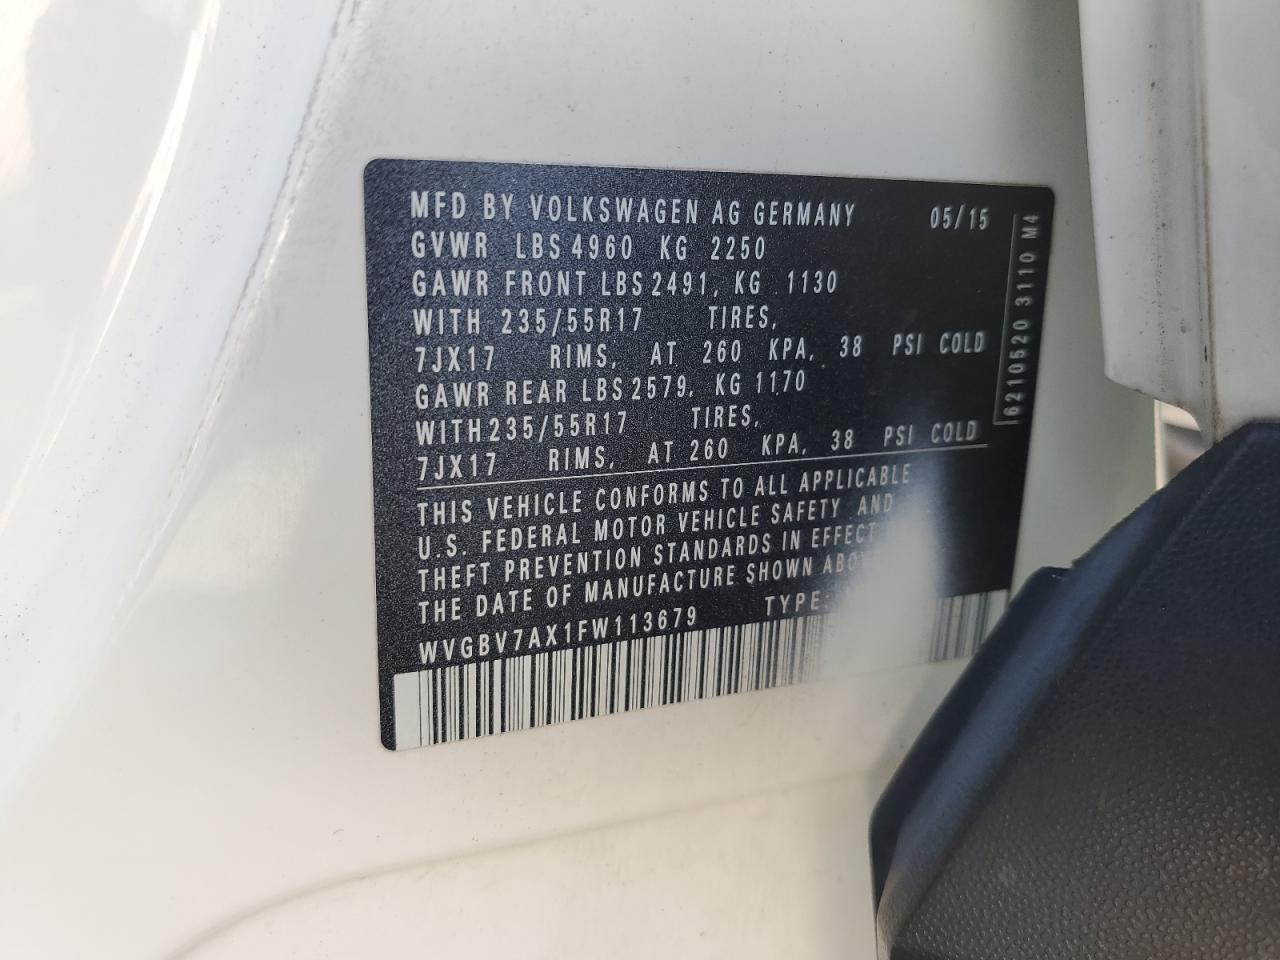 MFD BY VOLKSWAGEN AG GERMANY 05/15
GVWR LBS 4960 KG 2250
GAWR FRONT LBS 2491, KG 1130
WITH 235/55R17 TIRES,
7JX17 RIMS, AT 260 KPA, 38 PSI COLD
GAWR REAR LBS 2579, KG 1170
WITH 235/55R17 TIRES,
7JX17 RIMS, AT 260 KPA, 38 PSI COLD
THIS VEHICLE CONFORMS TO ALL APPLICABLE
U.S. FEDERAL MOTOR VEHICLE SAFETY AND
THEFT PREVENTION STANDARDS IN EFFECT
THE DATE OF MANUFACTURE SHOWN
WVGBV7AX1FW113679 TYPE:
6210520 3110 M4